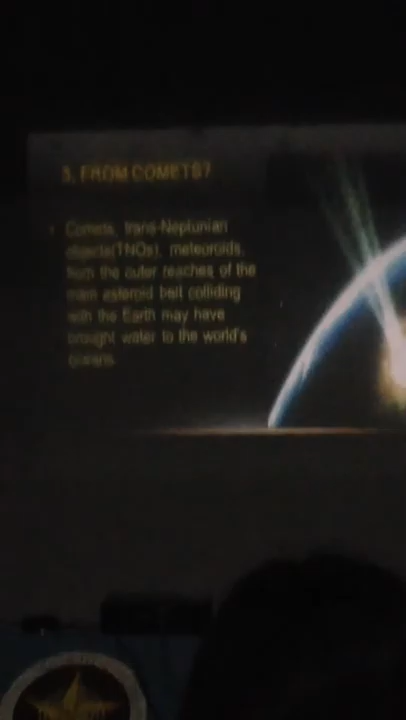 3. FROM COMETS?
• Comets, trans-Neptunian
objects(TNOs), meteoroids,
from the outer reaches of the
main asteroid belt colliding
with the Earth may have
brought water to the world's
oceans.